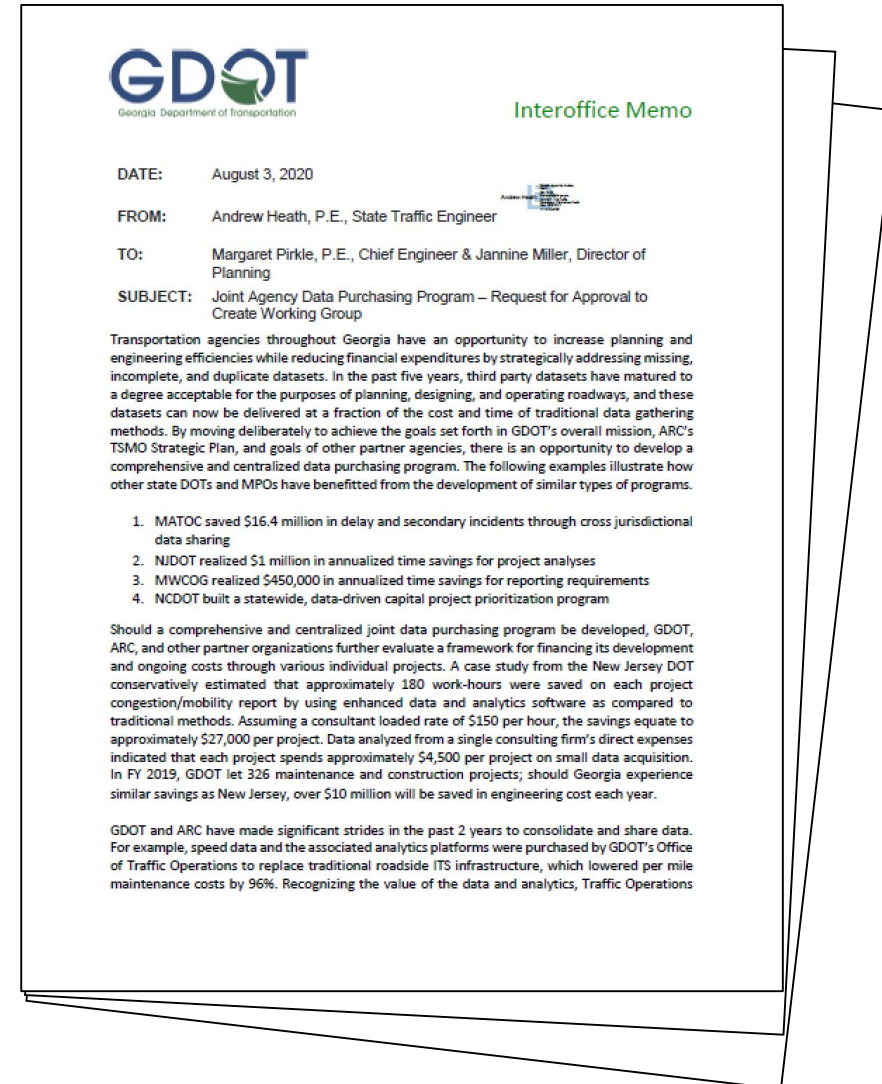 GDOT
Georgia Department of Transportation
Interoffice Memo
DATE: August 3, 2020
Andrew Heath
FROM: Andrew Heath, P.E., State Traffic Engineer
TO: Margaret Pirkle, P.E., Chief Engineer & Jannine Miller, Director of
Planning
SUBJECT: Joint Agency Data Purchasing Program – Request for Approval to
Create Working Group
Transportation agencies throughout Georgia have an opportunity to increase planning and
engineering efficiencies while reducing financial expenditures by strategically addressing missing,
incomplete, and duplicate datasets. In the past five years, third party datasets have matured to
a degree acceptable for the purposes of planning, designing, and operating roadways, and these
datasets can now be delivered at a fraction of the cost and time of traditional data gathering
methods. By moving deliberately to achieve the goals set forth in GDOT's overall mission, ARC's
TSMO Strategic Plan, and goals of other partner agencies, there is an opportunity to develop a
comprehensive and centralized data purchasing program. The following examples illustrate how
other state DOTs and MPOs have benefitted from the development of similar types of programs.
1. MATOC saved $16.4 million in delay and secondary incidents through cross jurisdictional
data sharing
2. NJDOT realized $1 million in annualized time savings for project analyses
3. MWCOG realized $450,000 in annualized time savings for reporting requirements
4. NCDOT built a statewide, data-driven capital project prioritization program
Should a comprehensive and centralized joint data purchasing program be developed, GDOT,
ARC, and other partner organizations further evaluate a framework for financing its development
and ongoing costs through various individual projects. A case study from the New Jersey DOT
conservatively estimated that approximately 180 work-hours were saved on each project
congestion/mobility report by using enhanced data and analytics software as compared to
traditional methods. Assuming a consultant loaded rate of $150 per hour, the savings equate to
approximately $27,000 per project. Data analyzed from a single consulting firm's direct expenses
indicated that each project spends approximately $4,500 per project on small data acquisition.
In FY 2019, GDOT let 326 maintenance and construction projects; should Georgia experience
similar savings as New Jersey, over $10 million will be saved in engineering cost each year.
GDOT and ARC have made significant strides in the past 2 years to consolidate and share data.
For example, speed data and the associated analytics platforms were purchased by GDOT's Office
of Traffic Operations to replace traditional roadside ITS infrastructure, which lowered per mile
maintenance costs by 96%. Recognizing the value of the data and analytics, Traffic Operations